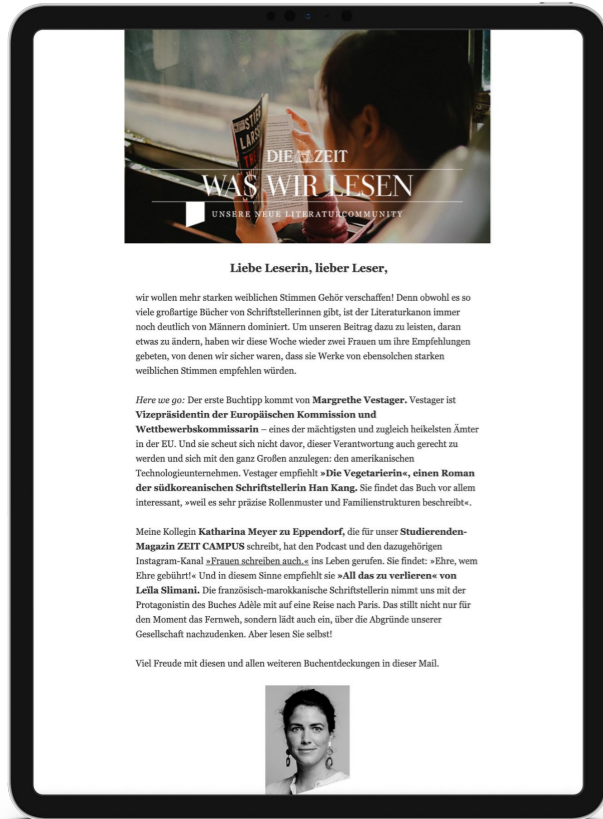 STIEG
LARS
THE
DIE ZEIT
WAS WIR LESEN
UNSERE NEUE LITERATURCOMMUNITY
Liebe Leserin, lieber Leser,
wir wollen mehr starken weiblichen Stimmen Gehör verschaffen! Denn obwohl es so
viele großartige Bücher von Schriftstellerinnen gibt, ist der Literaturkanon immer
noch deutlich von Männern dominiert. Um unseren Beitrag dazu zu leisten, daran
etwas zu ändern, haben wir diese Woche wieder zwei Frauen um ihre Empfehlungen
gebeten, von denen wir sicher waren, dass sie Werke von ebensolchen starken
weiblichen Stimmen empfehlen würden.
Here we go: Der erste Buchtipp kommt von Margrethe Vestager. Vestager ist
Vizepräsidentin der Europäischen Kommission und
Wettbewerbskommissarin – eines der mächtigsten und zugleich heikelsten Ämter
in der EU. Und sie scheut sich nicht davor, dieser Verantwortung auch gerecht zu
werden und sich mit den ganz Großen anzulegen: den amerikanischen
Technologieunternehmen. Vestager empfiehlt »Die Vegetarierin«, einen Roman
der südkoreanischen Schriftstellerin Han Kang. Sie findet das Buch vor allem
interessant, »weil es sehr präzise Rollenmuster und Familienstrukturen beschreibt«.
Meine Kollegin Katharina Meyer zu Eppendorf, die für unser Studierenden-
Magazin ZEIT CAMPUS schreibt, hat den Podcast und den dazugehörigen
Instagram-Kanal »Frauen schreiben auch.« ins Leben gerufen. Sie findet: »Ehre, wem
Ehre gebührt!« Und in diesem Sinne empfiehlt sie »All das zu verlieren« von
Leïla Slimani. Die französisch-marokkanische Schriftstellerin nimmt uns mit der
Protagonistin des Buches Adèle mit auf eine Reise nach Paris. Das stillt nicht nur für
den Moment das Fernweh, sondern lädt auch ein, über die Abgründe unserer
Gesellschaft nachzudenken. Aber lesen Sie selbst!
Viel Freude mit diesen und allen weiteren Buchentdeckungen in dieser Mail.